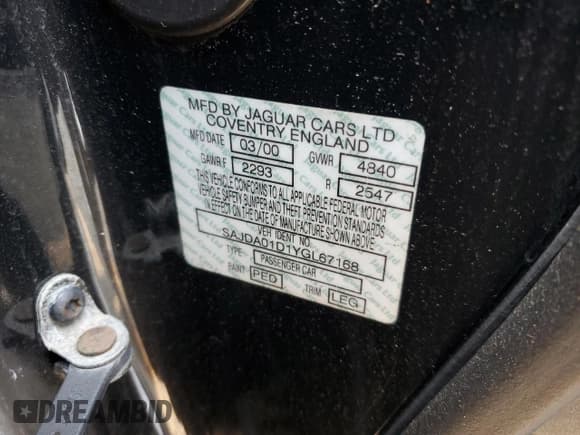 MFD BY JAGUAR CARS LTD
COVENTRY ENGLAND
MFD DATE 03/00 GVWR 4840
GAWR F 2293 R 2547
THIS VEHICLE CONFORMS TO ALL APPLICABLE FEDERAL MOTOR
VEHICLE SAFETY BUMPER AND THEFT PREVENTION STANDARDS
IN EFFECT ON THE DATE OF MANUFACTURE SHOWN ABOVE
VEH IDENT NO.
SAJDA01D1YGL67168
TYPE PASSENGER CAR
PAINT PED TRIM LEG
DREAMBID